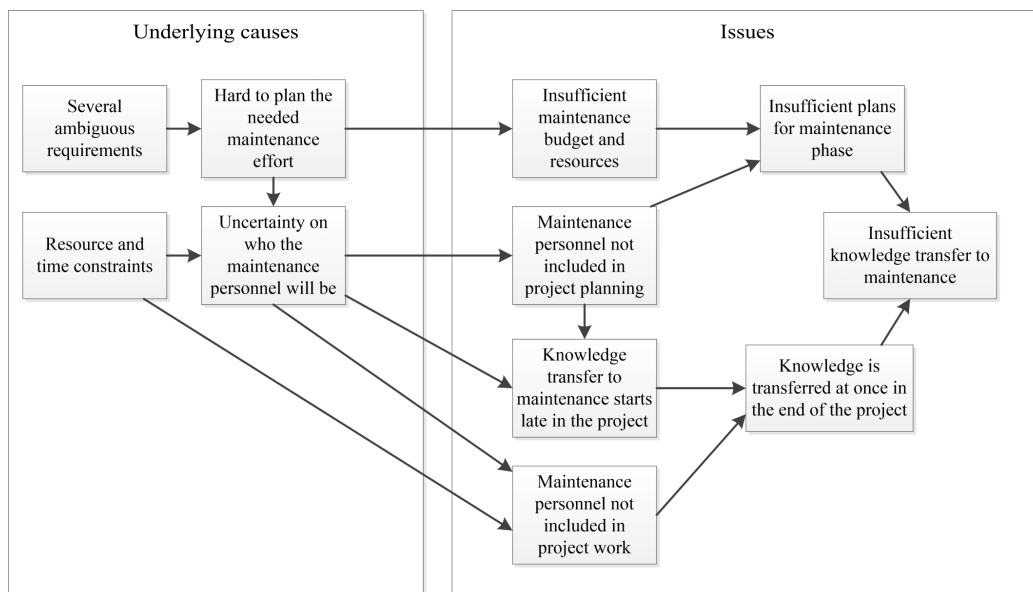 Underlying causes
Several
ambiguous
requirements
Hard to plan the
needed
maintenance
effort
Resource and
time constraints
Uncertainty on
who the
maintenance
personnel will be
Issues
Insufficient
maintenance
budget and
resources
Insufficient plans
for maintenance
phase
Maintenance
personnel not
included in
project planning
Insufficient
knowledge transfer to
maintenance
Knowledge
transfer to
maintenance starts
late in the project
Knowledge is
transferred at once in
the end of the project
Maintenance
personnel not
included in
project work